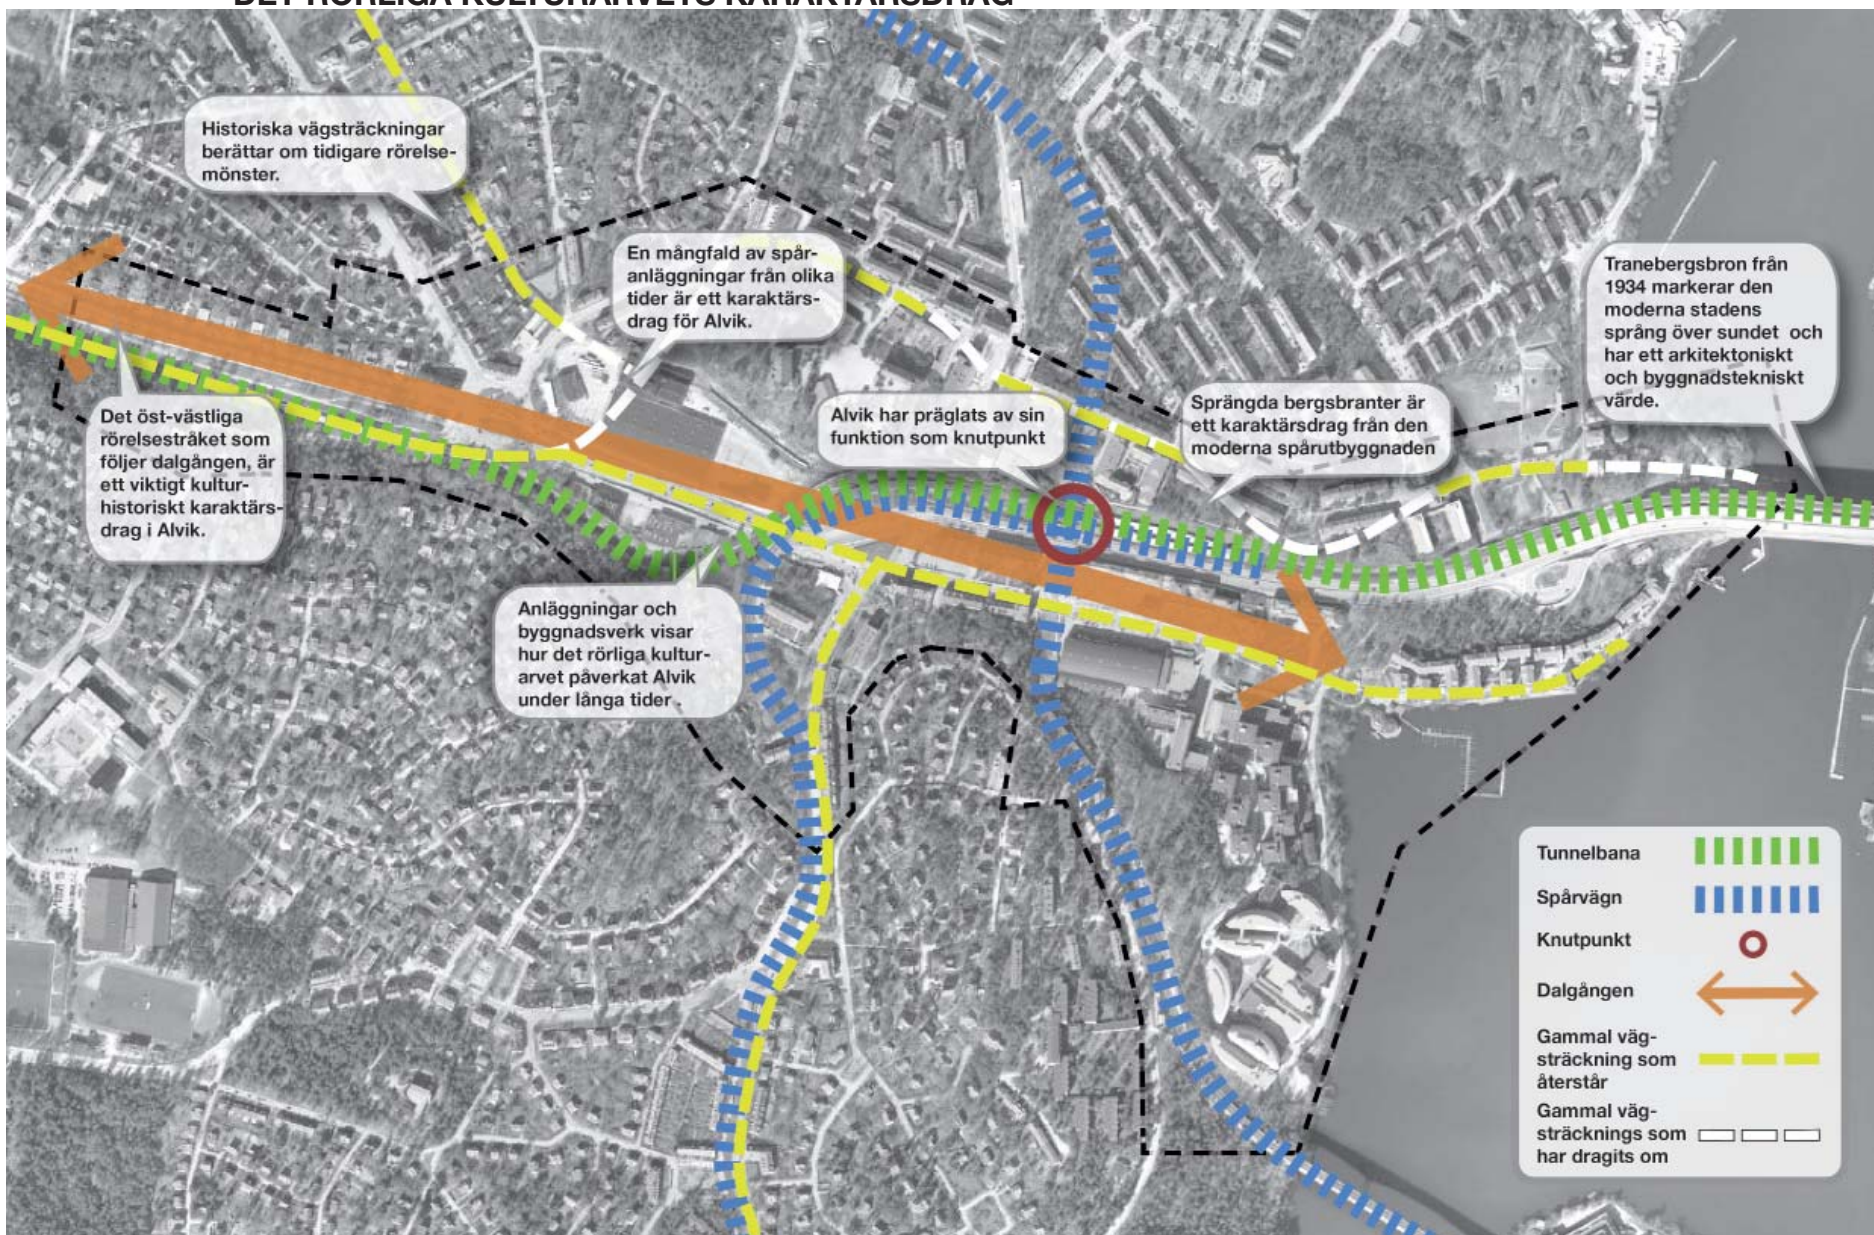 DET RÖRLIGA KULTURARVETS KARAKTÄRSDRAG
Historiska vägsträckningar
berättar om tidigare rörelse-
mönster.
En mångfald av spår-
anläggningar från olika
tider är ett karaktärs-
drag för Alvik.
Tranebergsbron från
1934 markerar den
moderna stadens
språng över sundet och
har ett arkitektoniskt
och byggnadstekniskt
värde.
Det öst-västliga
rörelsestråket som
följer dalgången, är
ett viktigt kultur-
historiskt karaktärs-
drag i Alvik.
Alvik har präglats av sin
funktion som knutpunkt
Sprängda bergsbranter är
ett karaktärsdrag från den
moderna spårutbyggnaden
Anläggningar och
byggnadsverk visar
hur det rörliga kultur-
arvet påverkat Alvik
under långa tider .
Tunnelbana
Spårvägn
Knutpunkt
Dalgången
Gammal väg-
sträckning som
återstår
Gammal väg-
sträcknings som
har dragits om